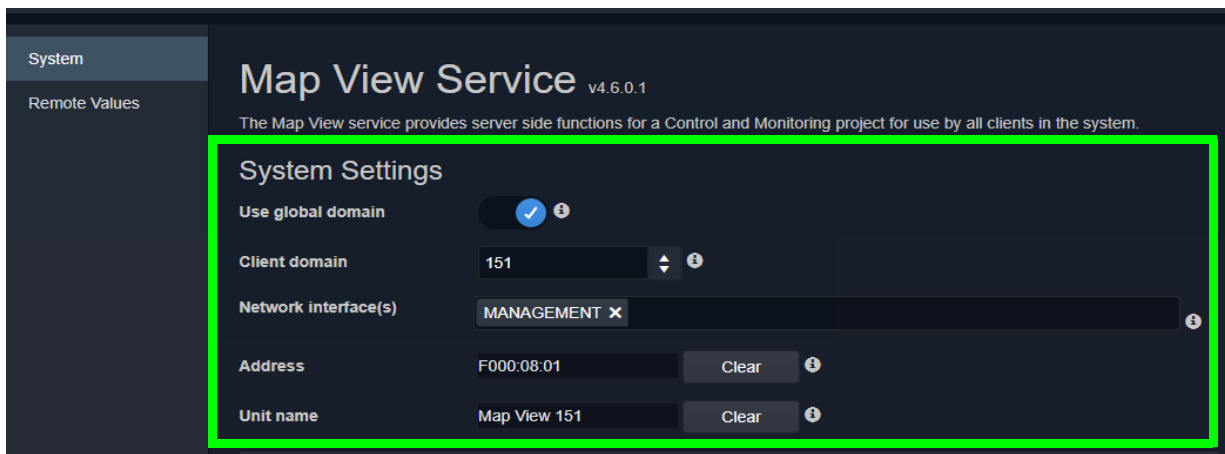 System
Remote Values
Map View Service v4.6.0.1
The Map View service provides server side functions for a Control and Monitoring project for use by all clients in the system.
System Settings
Use global domain
Client domain 151
Network interface(s) MANAGEMENT ×
Address F000:08:01 Clear
Unit name Map View 151 Clear